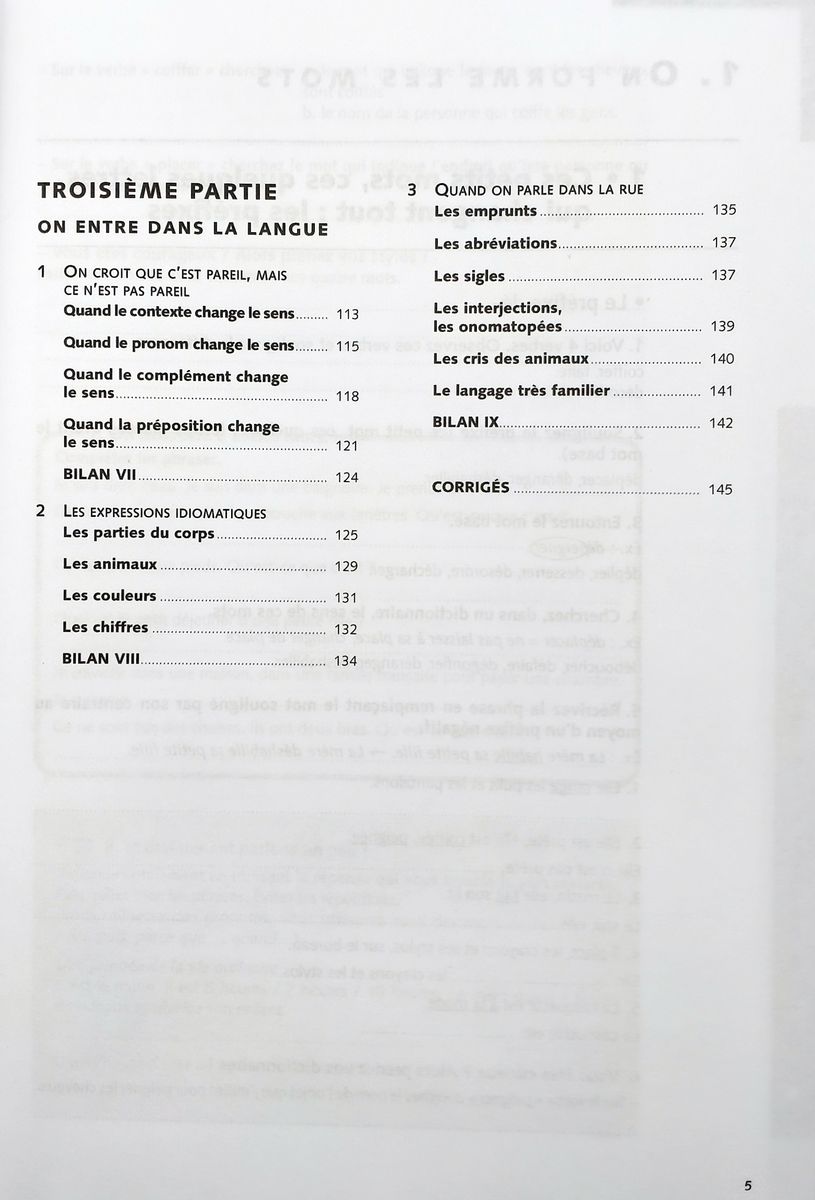 TROISIÈME PARTIE
ON ENTRE DANS LA LANGUE
1 ON CROIT QUE C'EST PAREIL, MAIS
CE N'EST PAS PAREIL
Quand le contexte change le sens........ 113
Quand le pronom change le sens........ 115
Quand le complément change
le sens........................................................ 118
Quand la préposition change
le sens........................................................ 121
BILAN VII.................................................. 124
2 LES EXPRESSIONS IDIOMATIQUES
Les parties du corps............................. 125
Les animaux............................................ 129
Les couleurs............................................ 131
Les chiffres.............................................. 132
BILAN VIII................................................. 134
3 QUAND ON PARLE DANS LA RUE
Les emprunts.......................................... 135
Les abréviations..................................... 137
Les sigles.................................................. 137
Les interjections,
les onomatopées................................... 139
Les cris des animaux............................. 140
Le langage très familier....................... 141
BILAN IX................................................... 142
CORRIGÉS................................................ 145
5